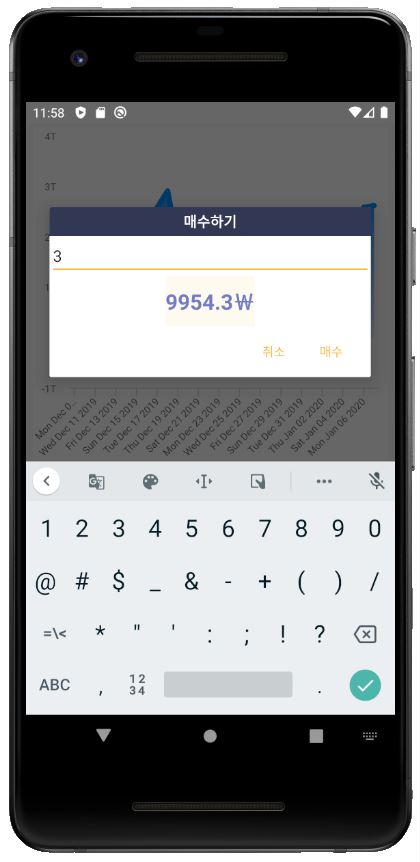 11:58
4T
3T
매수하기
3
9954.3₩
취소 매수
-1T
Mon Dec 0...
Wed Dec 11 2019
Fri Dec 13 2019
Sun Dec 15 2019
Tue Dec 17 2019
Thu Dec 19 2019
Sat Dec 21 2019
Mon Dec 23 2019
Wed Dec 25 2019
Fri Dec 27 2019
Sun Dec 29 2019
Tue Dec 31 2019
Thu Jan 02 2020
Sat Jan 04 2020
Mon Jan 06 2020
1 2 3 4 5 6 7 8 9 0
@ # $ _ & - + ( ) /
=\< * " ' : ; ! ?
ABC , 12 34 .